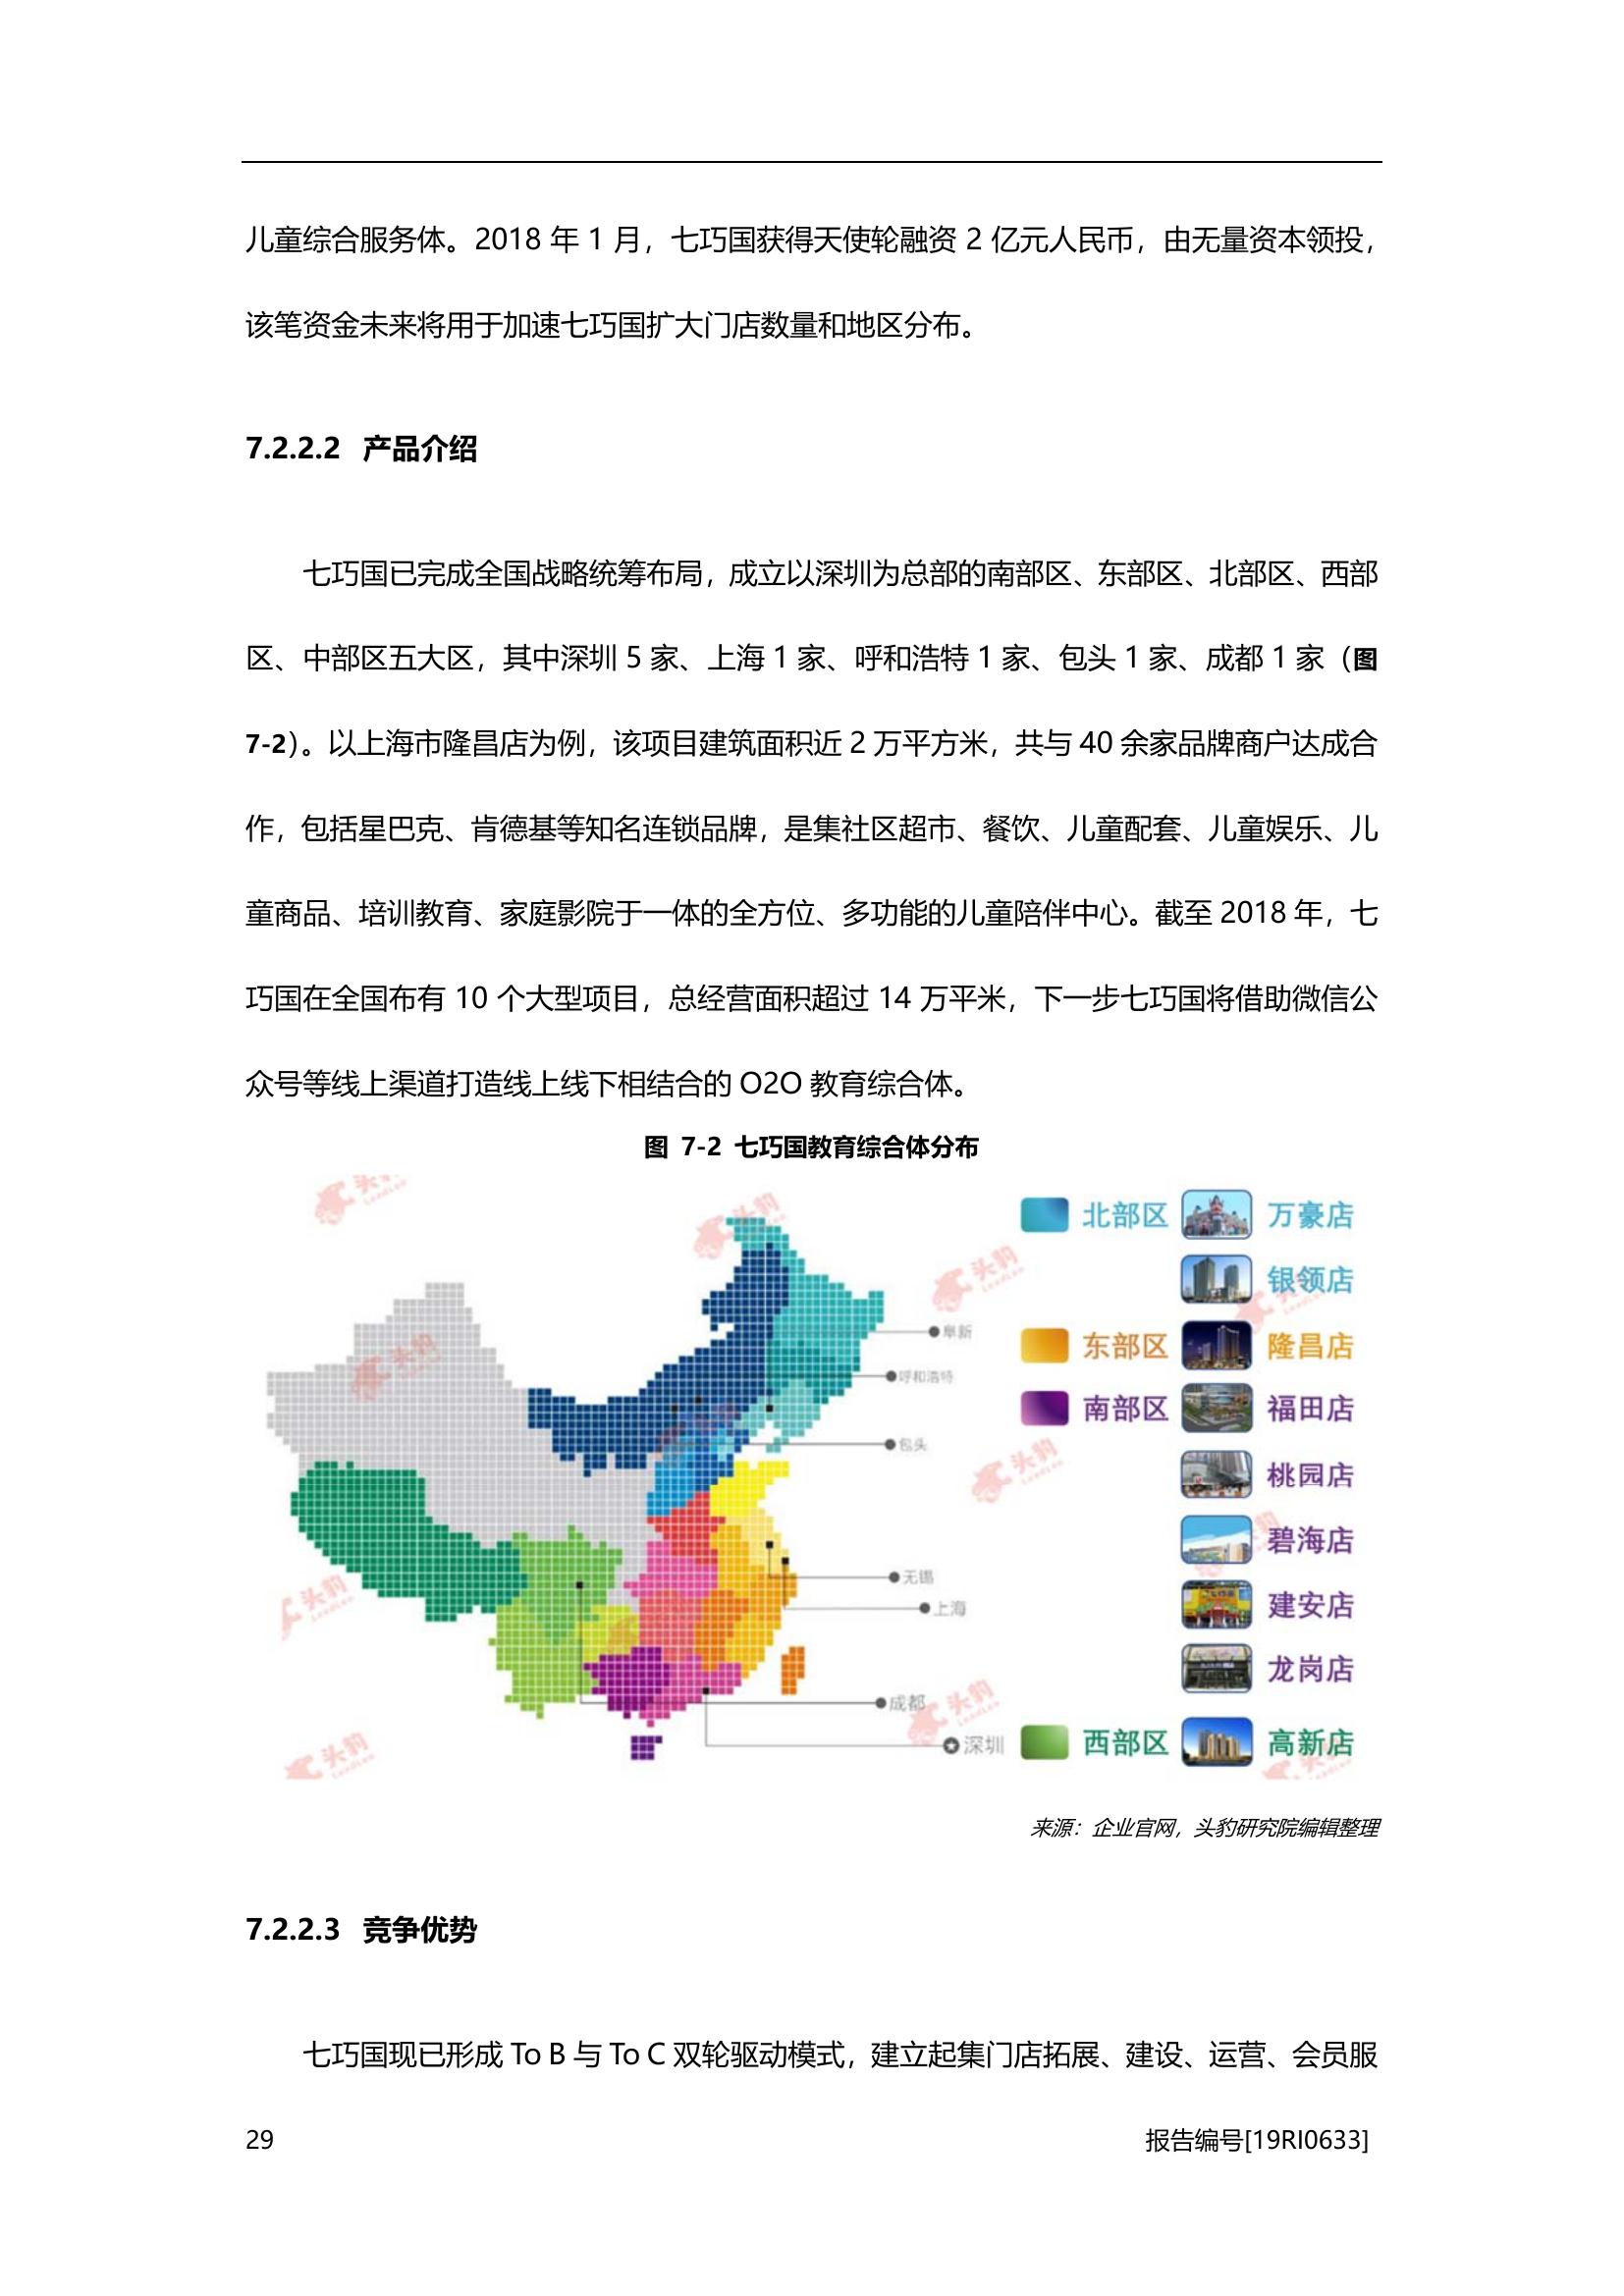 儿童综合服务体。2018 年 1 月，七巧国获得天使轮融资 2 亿元人民币，由无量资本领投，
该笔资金未来将用于加速七巧国扩大门店数量和地区分布。
7.2.2.2 产品介绍
七巧国已完成全国战略统筹布局，成立以深圳为总部的南部区、东部区、北部区、西部
区、中部区五大区，其中深圳 5 家、上海 1 家、呼和浩特 1 家、包头 1 家、成都 1 家（图
7-2）。以上海市隆昌店为例，该项目建筑面积近 2 万平方米，共与 40 余家品牌商户达成合
作，包括星巴克、肯德基等知名连锁品牌，是集社区超市、餐饮、儿童配套、儿童娱乐、儿
童商品、培训教育、家庭影院于一体的全方位、多功能的儿童陪伴中心。截至 2018 年，七
巧国在全国布有 10 个大型项目，总经营面积超过 14 万平米，下一步七巧国将借助微信公
众号等线上渠道打造线上线下相结合的 O2O 教育综合体。
图 7-2 七巧国教育综合体分布
北部区 万豪店
银领店
阜新
东部区 隆昌店
呼和浩特
南部区 福田店
包头
桃园店
碧海店
无锡
上海
建安店
龙岗店
成都
深圳
西部区 高新店
头豹
来源：企业官网，头豹研究院编辑整理
7.2.2.3 竞争优势
七巧国现已形成 To B 与 To C 双轮驱动模式，建立起集门店拓展、建设、运营、会员服
29
报告编号[19RI0633]